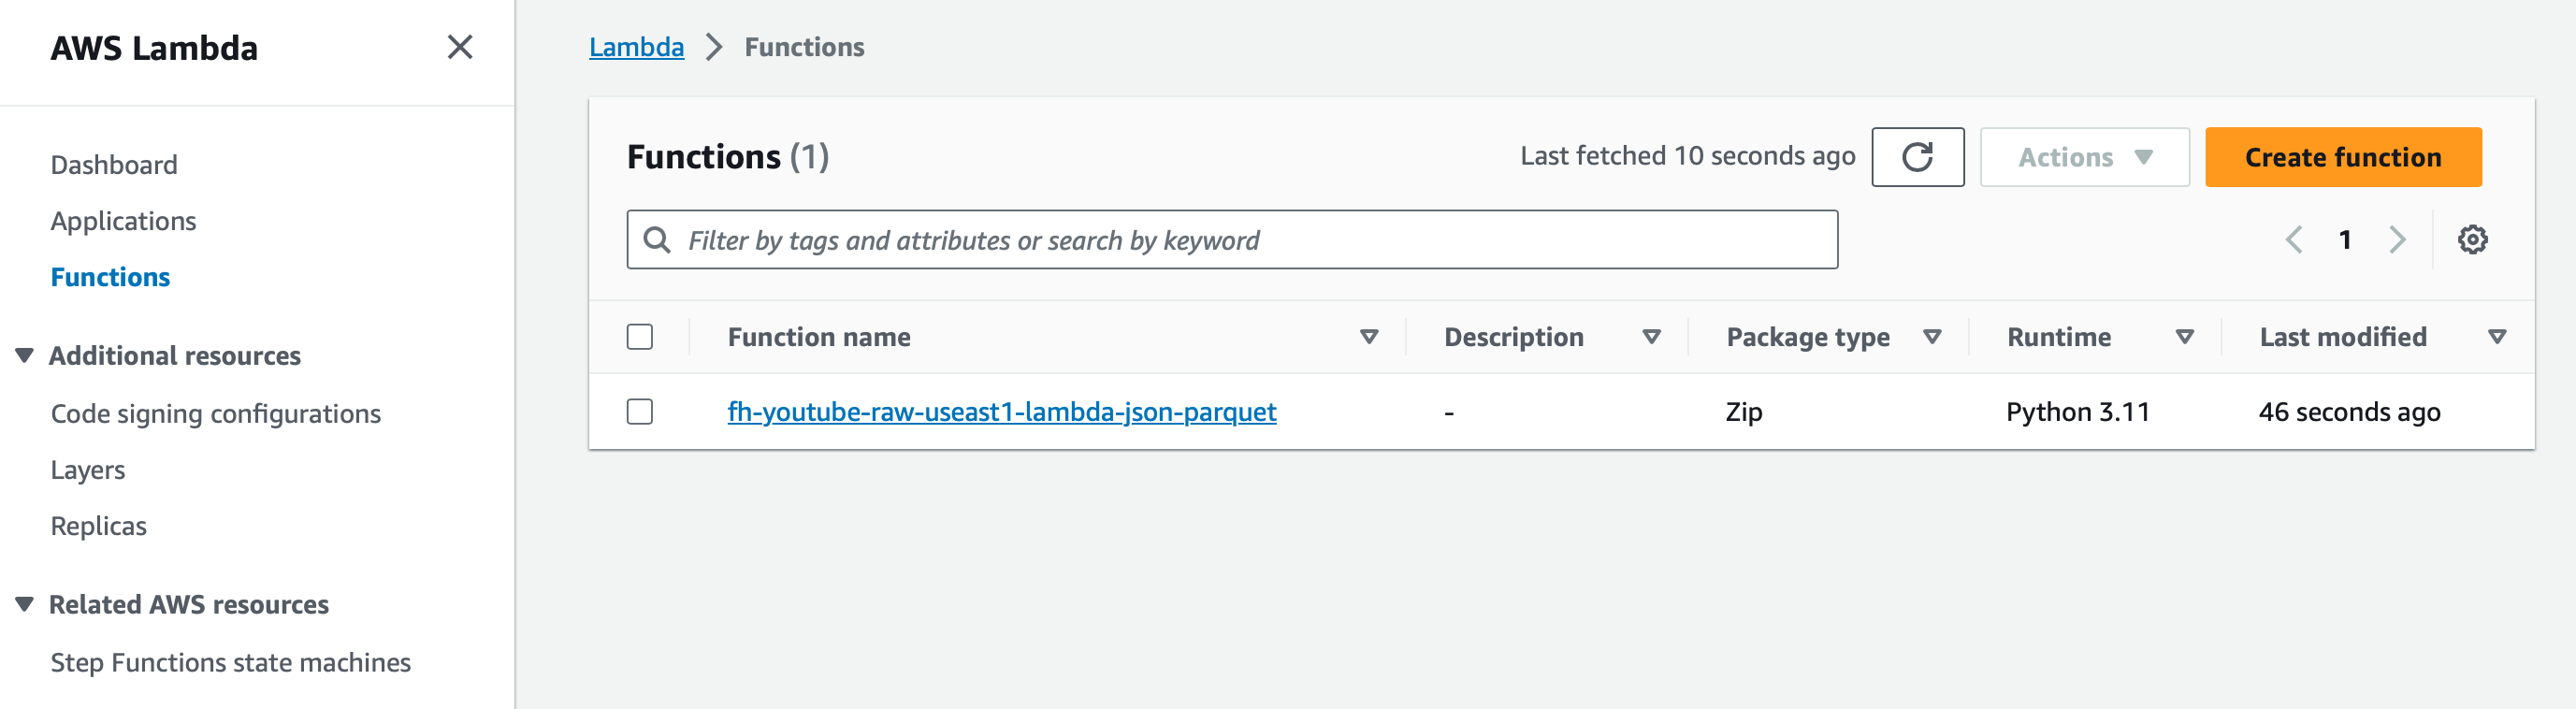 AWS Lambda
Dashboard
Applications
Functions
Additional resources
Code signing configurations
Layers
Replicas
Related AWS resources
Step Functions state machines
Lambda Functions
Functions (1)
Last fetched 10 seconds ago
Actions
Create function
Filter by tags and attributes or search by keyword
1
Function name Description Package type Runtime Last modified
fh-youtube-raw-useast1-lambda-json-parquet - Zip Python 3.11 46 seconds ago